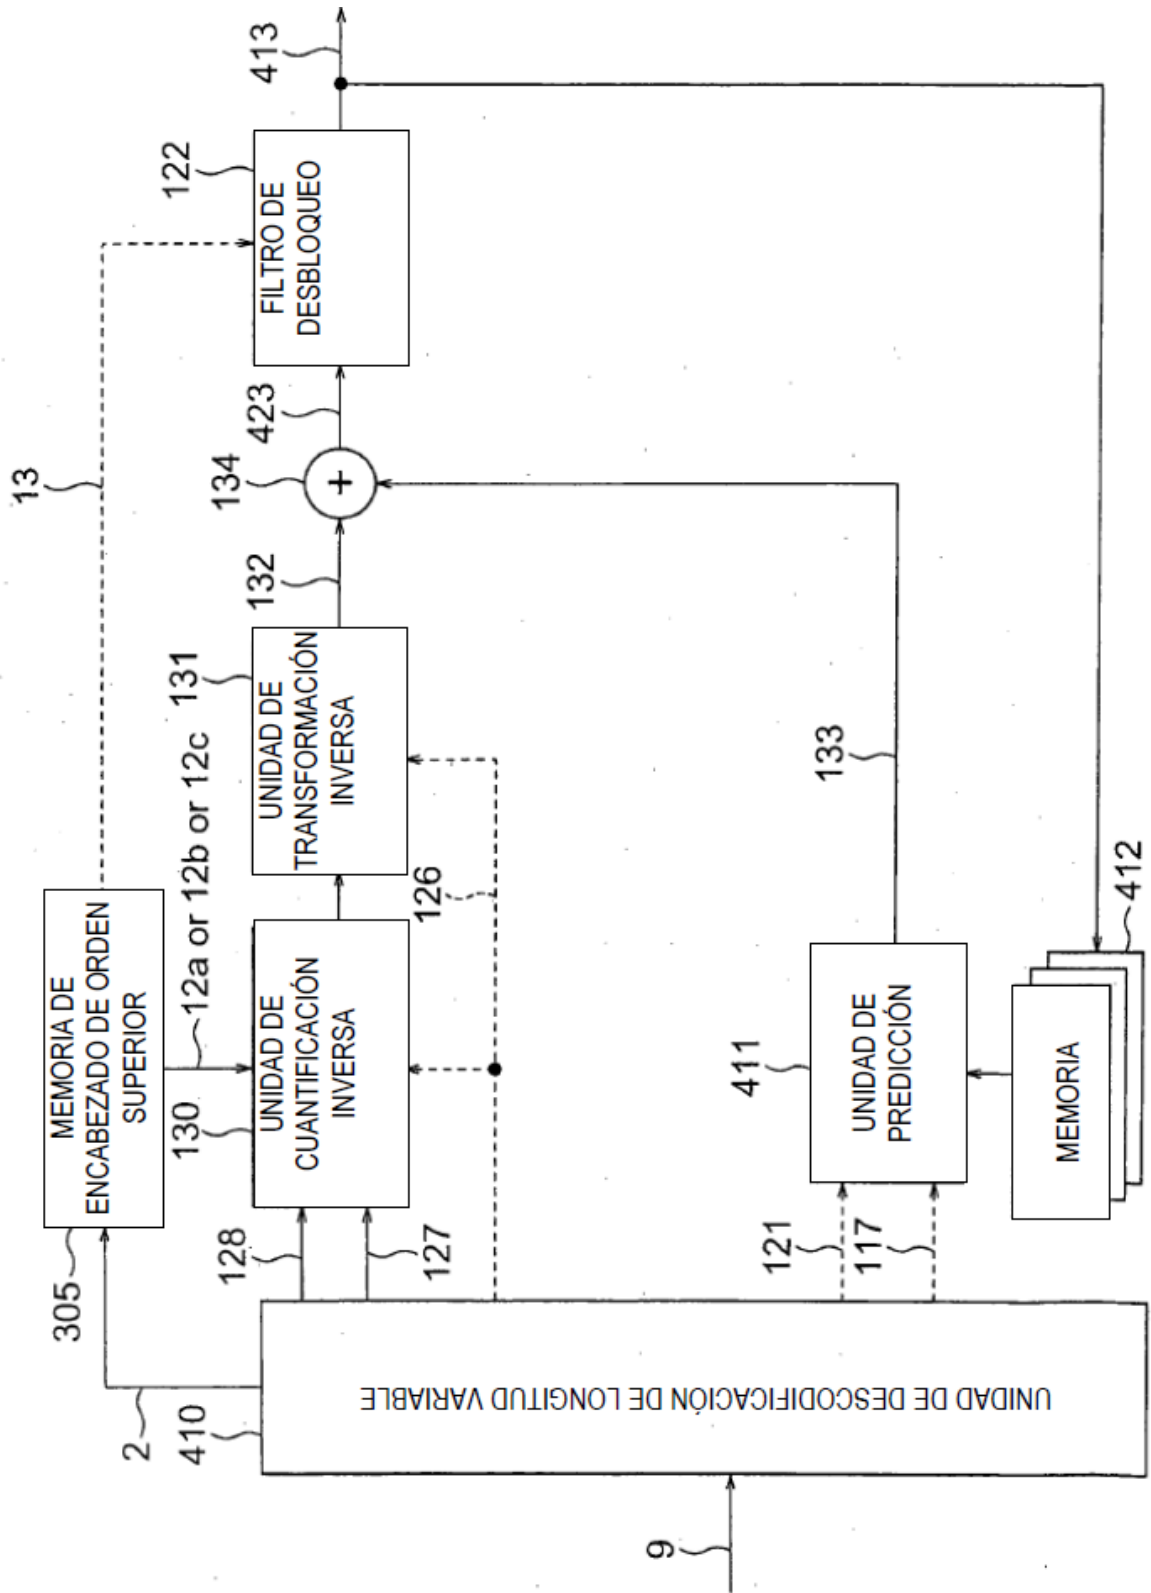 13
MEMORIA DE
ENCABEZADO DE ORDEN
SUPERIOR
305
2
12a or 12b or 12c
122
FILTRO DE
DESBLOQUEO
413
423
134
+
132
131
UNIDAD DE
TRANSFORMACIÓN
INVERSA
130
UNIDAD DE
CUANTIFICACIÓN
INVERSA
128
127
126
410
UNIDAD DE DESCODIFICACIÓN DE LONGITUD VARIABLE
9
133
411
UNIDAD DE
PREDICCIÓN
121
117
MEMORIA
412